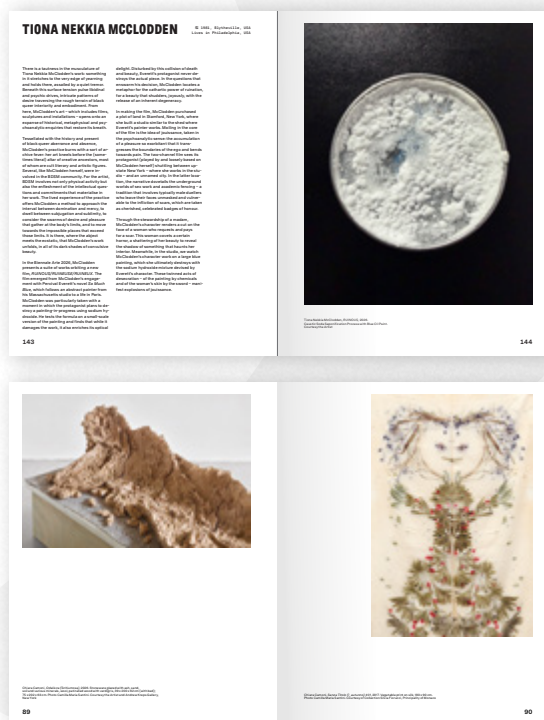 TIONA NEKKIA MCCLODDEN
B 1981, Blytheville, USA
Lives in Philadelphia, USA
There is a business in the musculature of
Tiona Nekkia McClodden's work: something
in it stretches to the very edge of yearning
and holds there, assailed by a quiet tremor.
Beneath this surface tension pulse libidinal
and psychic drives, intricate patterns of
desire traversing the rough terrain of black
queer interiority and embodiment. From
here, McClodden's art – which includes films,
sculptures and installations – opens onto an
expanse of historical, metaphysical and psy-
choanalytic enquiries that restore its breath.
Tessellated with the history and present
of black queer aberrance and absence,
McClodden's practice burns with a sort of
before the
times literal) altar of creative ancestors, most
of whom are cult literary and artistic figures.
Several, like McClodden herself, were in-
volved in the BDSM community. For the artist,
BDSM involves not only physical activity but
also the refinement of the intellectual ques-
tions and commitments that materialise in
her work. The lived experience of the practice
offers McClodden a method to approach the
interval between domination and mercy, to
dwell between subjugation and sublimity, to
consider the seams of desire and pleasure
that gather at the body's limits, and to move
towards the impossible places that exceed
these limits. It is there, where the abject
meets the ecstatic, that McClodden's work
unfolds, in all of its dark shades of convulsive
beauty.
In the Biennale Arte 2026, McClodden
presents a suite of works orbiting a new
film,
film emerged from McClodden's engage-
ment with Percival Everett's novel So Much
Blue, which follows an abstract painter from
his Massachusetts studio to a life in Paris.
McClodden was particularly taken with a
moment in which the protagonist plans to de-
stroy a painting-in-progress using sodium hy-
droxide. He tests the formula on a small-scale
version of the painting and finds that while it
damages the work, it also enriches its optical
delight. Disturbed by this collision of death
and beauty, Everett's protagonist never de-
stroys the actual piece. In the questions that
answer his decision, McClodden locates a
metaphor for the cathartic power of ruination,
for a beauty that shudders, joyously, with the
release of an inherent degeneracy.
In making the film, McClodden purchased
a plot of land in Stamford, New York, where
she built a studio similar to the shed where
Everett's painter works. Moiling in the core
of the film is the idea of jouissance, taken in
the psychoanalytic sense: the accumulation
of a pleasure so exorbitant that it trans-
gresses the boundaries of the ego and bends
towards pain. The two-channel film sees its
protagonist (played by and loosely based on
McClodden herself) shuttling between up-
state New York – where she works in the stu-
dio – and an unnamed city. In the latter loca-
tion, the narrative dovetails the underground
worlds of sex work and academic fencing – a
tradition that involves typically male duelists
who leave their faces unmasked and vulner-
able to the infliction of scars, which are taken
as cherished, celebrated badges of honour.
Through the stewardship of a madam,
McClodden's character renders a cut on the
face of a woman who requests and pays
for a scar. This woman covets a certain
horror, a shattering of her beauty to reveal
the shadow of something that haunts her
interior. Meanwhile, in the studio, we watch
McClodden's character work on a large blue
painting, which she ultimately destroys with
the sodium hydroxide mixture devised by
Everett's character. These twinned acts of
desecration – of the painting by chemicals
and of the woman's skin by the sword – mani-
fest explosions of jouissance.
143
144
89
90